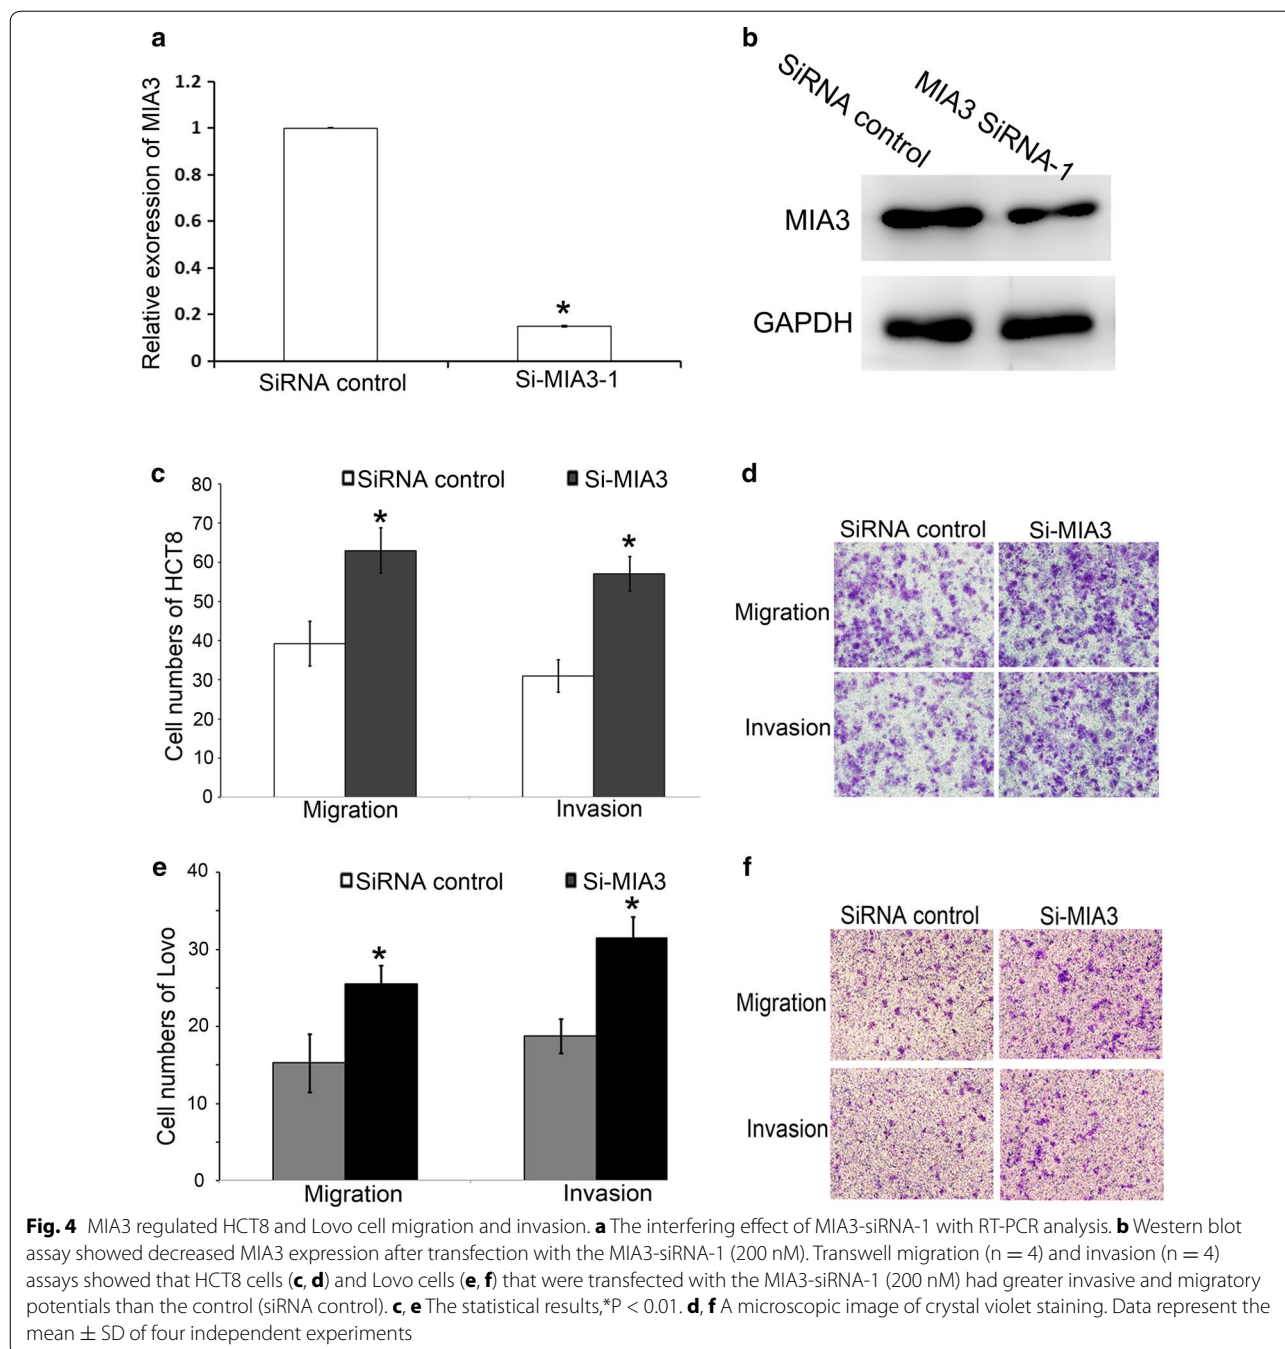 a
Relative exoression of MIA3
1.2
1
0.8
0.6
0.4
0.2
0
*
SiRNA control
Si-MIA3-1
b
SiRNA control
MIA3 SiRNA-1
MIA3
GAPDH
c
Cell numbers of HCT8
80
70
60
50
40
30
20
10
0
SiRNA control
Si-MIA3
*
*
Migration
Invasion
d
SiRNA control
Si-MIA3
Migration
Invasion
e
Cell numbers of Lovo
40
30
20
10
0
SiRNA control
Si-MIA3
*
*
Migration
Invasion
f
SiRNA control
Si-MIA3
Migration
Invasion
Fig. 4 MIA3 regulated HCT8 and Lovo cell migration and invasion. a The interfering effect of MIA3-siRNA-1 with RT-PCR analysis. b Western blot
assay showed decreased MIA3 expression after transfection with the MIA3-siRNA-1 (200 nM). Transwell migration (n = 4) and invasion (n = 4)
assays showed that HCT8 cells (c, d) and Lovo cells (e, f) that were transfected with the MIA3-siRNA-1 (200 nM) had greater invasive and migratory
potentials than the control (siRNA control). c, e The statistical results,*P < 0.01. d, f A microscopic image of crystal violet staining. Data represent the
mean ± SD of four independent experiments